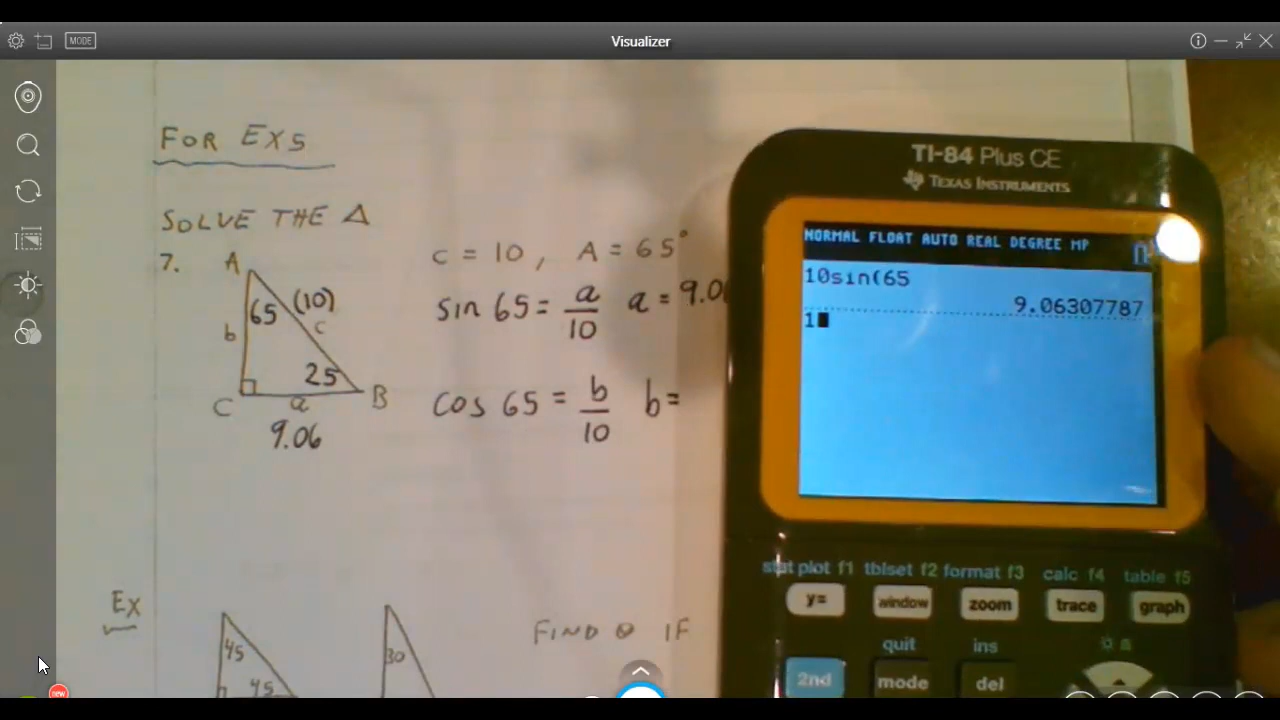 MODE
Visualizer
FOR EXS
SOLVE THE Δ
7.
A
65
(10)
c
b
25
C
a
B
9.06
c = 10 , A = 65°
sin 65 = a/10 a = 9.0
cos 65 = b/10 b =
Ex
45
45
30
FIND θ IF
new
TI-84 Plus CE
TEXAS INSTRUMENTS
NORMAL FLOAT AUTO REAL DEGREE MP
10sin(65
9.06307787
1
stat plot f1 tblset f2 format f3 calc f4 table f5
y= window zoom trace graph
quit ins
2nd mode del